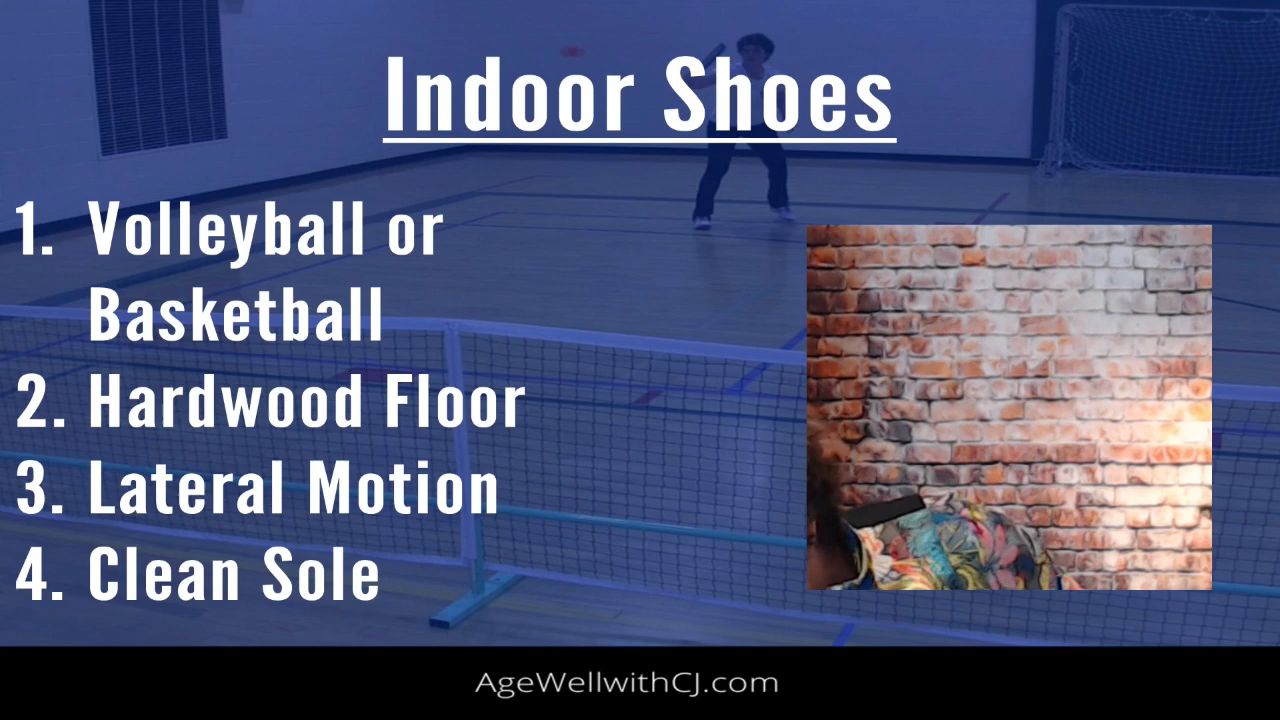 Indoor Shoes
1. Volleyball or
Basketball
2. Hardwood Floor
3. Lateral Motion
4. Clean Sole
AgeWellwithCJ.com